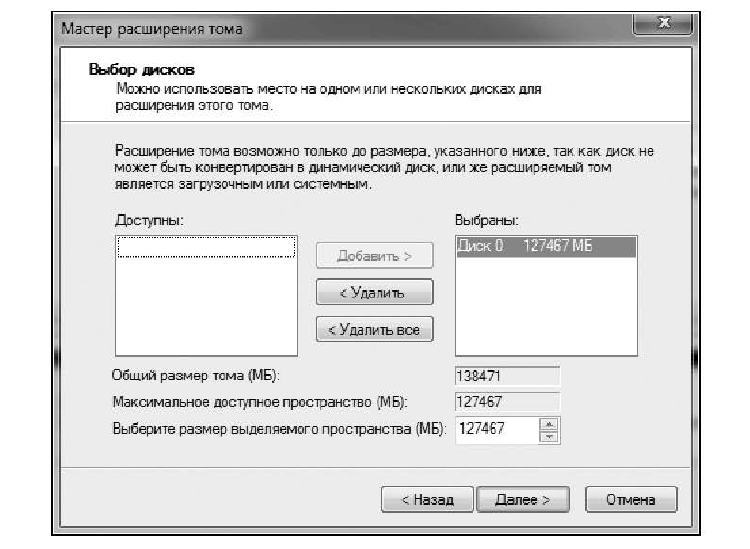 Мастер расширения тома
Выбор дисков
Можно использовать место на одном или нескольких дисках для
расширения этого тома.
Расширение тома возможно только до размера, указанного ниже, так как диск не
может быть конвертирован в динамический диск, или же расширяемый том
является загрузочным или системным.
Доступны:
Выбраны:
Добавить >
Диск 0 127467 МБ
< Удалить
< Удалить все
Общий размер тома (МБ): 138471
Максимальное доступное пространство (МБ): 127467
Выберите размер выделяемого пространства (МБ): 127467
< Назад Далее > Отмена